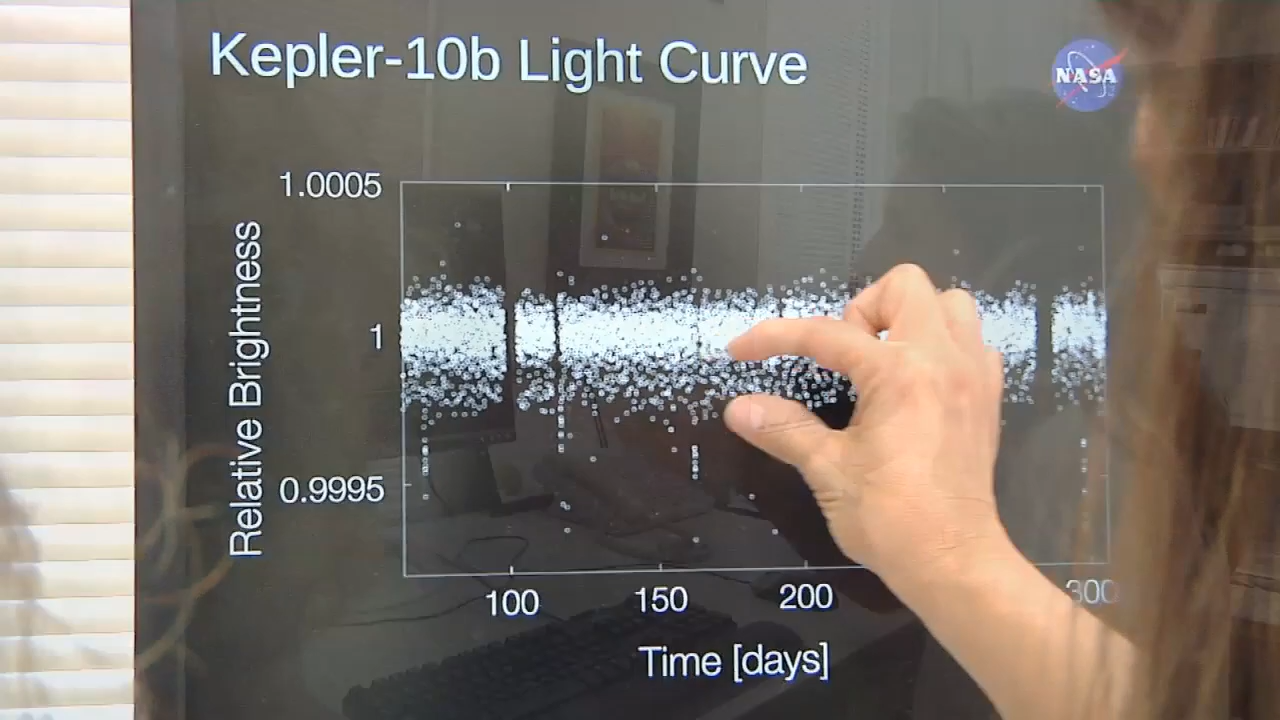 Kepler-10b Light Curve
NASA
1.0005
1
0.9995
Relative Brightness
100 150 200 300
Time [days]